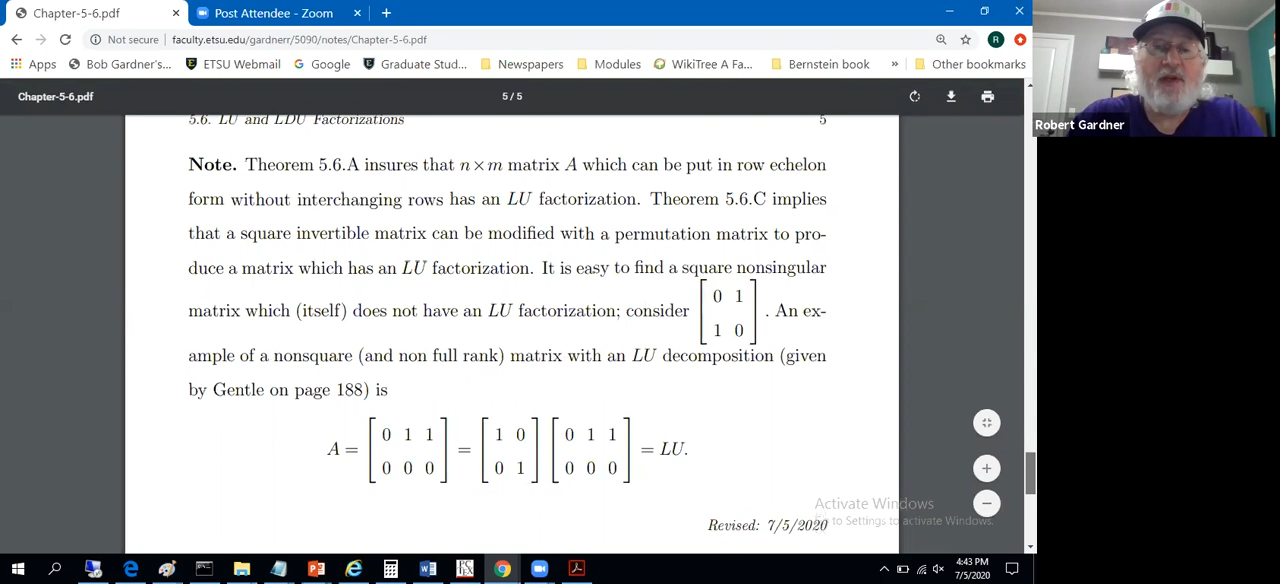 Chapter-5-6.pdf
Post Attendee - Zoom
Not secure | faculty.etsu.edu/gardnerr/5090/notes/Chapter-5-6.pdf
R
Apps Bob Gardner's... ETSU Webmail Google Graduate Stud... Newspapers Modules WikiTree A Fa... Bernstein book » Other bookmarks
Chapter-5-6.pdf 5 / 5
5.6. LU and LDU Factorizations 5
Note. Theorem 5.6.A insures that n×m matrix A which can be put in row echelon
form without interchanging rows has an LU factorization. Theorem 5.6.C implies
that a square invertible matrix can be modified with a permutation matrix to pro-
duce a matrix which has an LU factorization. It is easy to find a square nonsingular
matrix which (itself) does not have an LU factorization; consider [0 1; 1 0]. An ex-
ample of a nonsquare (and non full rank) matrix with an LU decomposition (given
by Gentle on page 188) is
A = [0 1 1; 0 0 0] = [1 0; 0 1] [0 1 1; 0 0 0] = LU.
Activate Windows
Go to Settings to activate Windows.
Revised: 7/5/2020
Robert Gardner
4:43 PM
7/5/2020